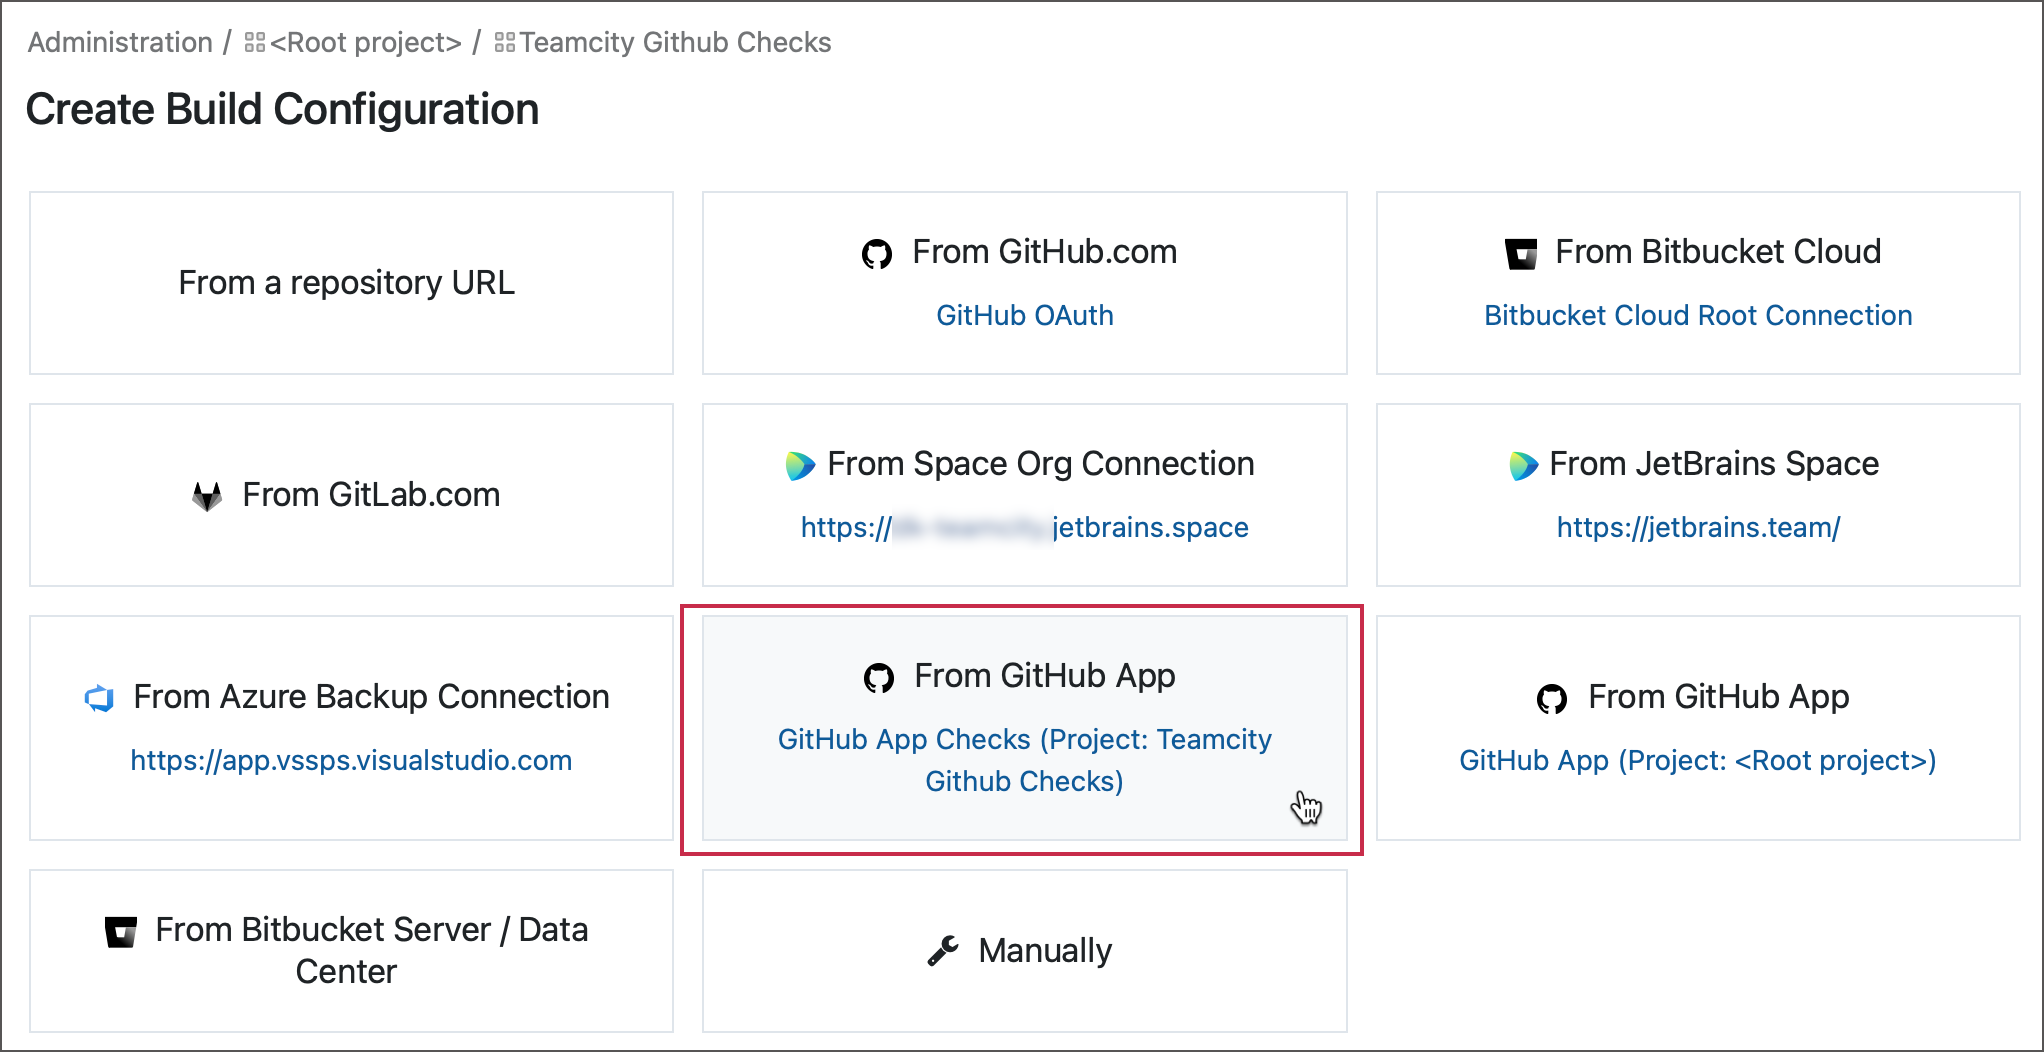 Administration / <Root project> / Teamcity Github Checks
Create Build Configuration
From a repository URL
From GitHub.com
GitHub OAuth
From Bitbucket Cloud
Bitbucket Cloud Root Connection
From GitLab.com
From Space Org Connection
https://jetbrains.space
From JetBrains Space
https://jetbrains.team/
From Azure Backup Connection
https://app.vssps.visualstudio.com
From GitHub App
GitHub App Checks (Project: Teamcity
Github Checks)
From GitHub App
GitHub App (Project: <Root project>)
From Bitbucket Server / Data
Center
Manually